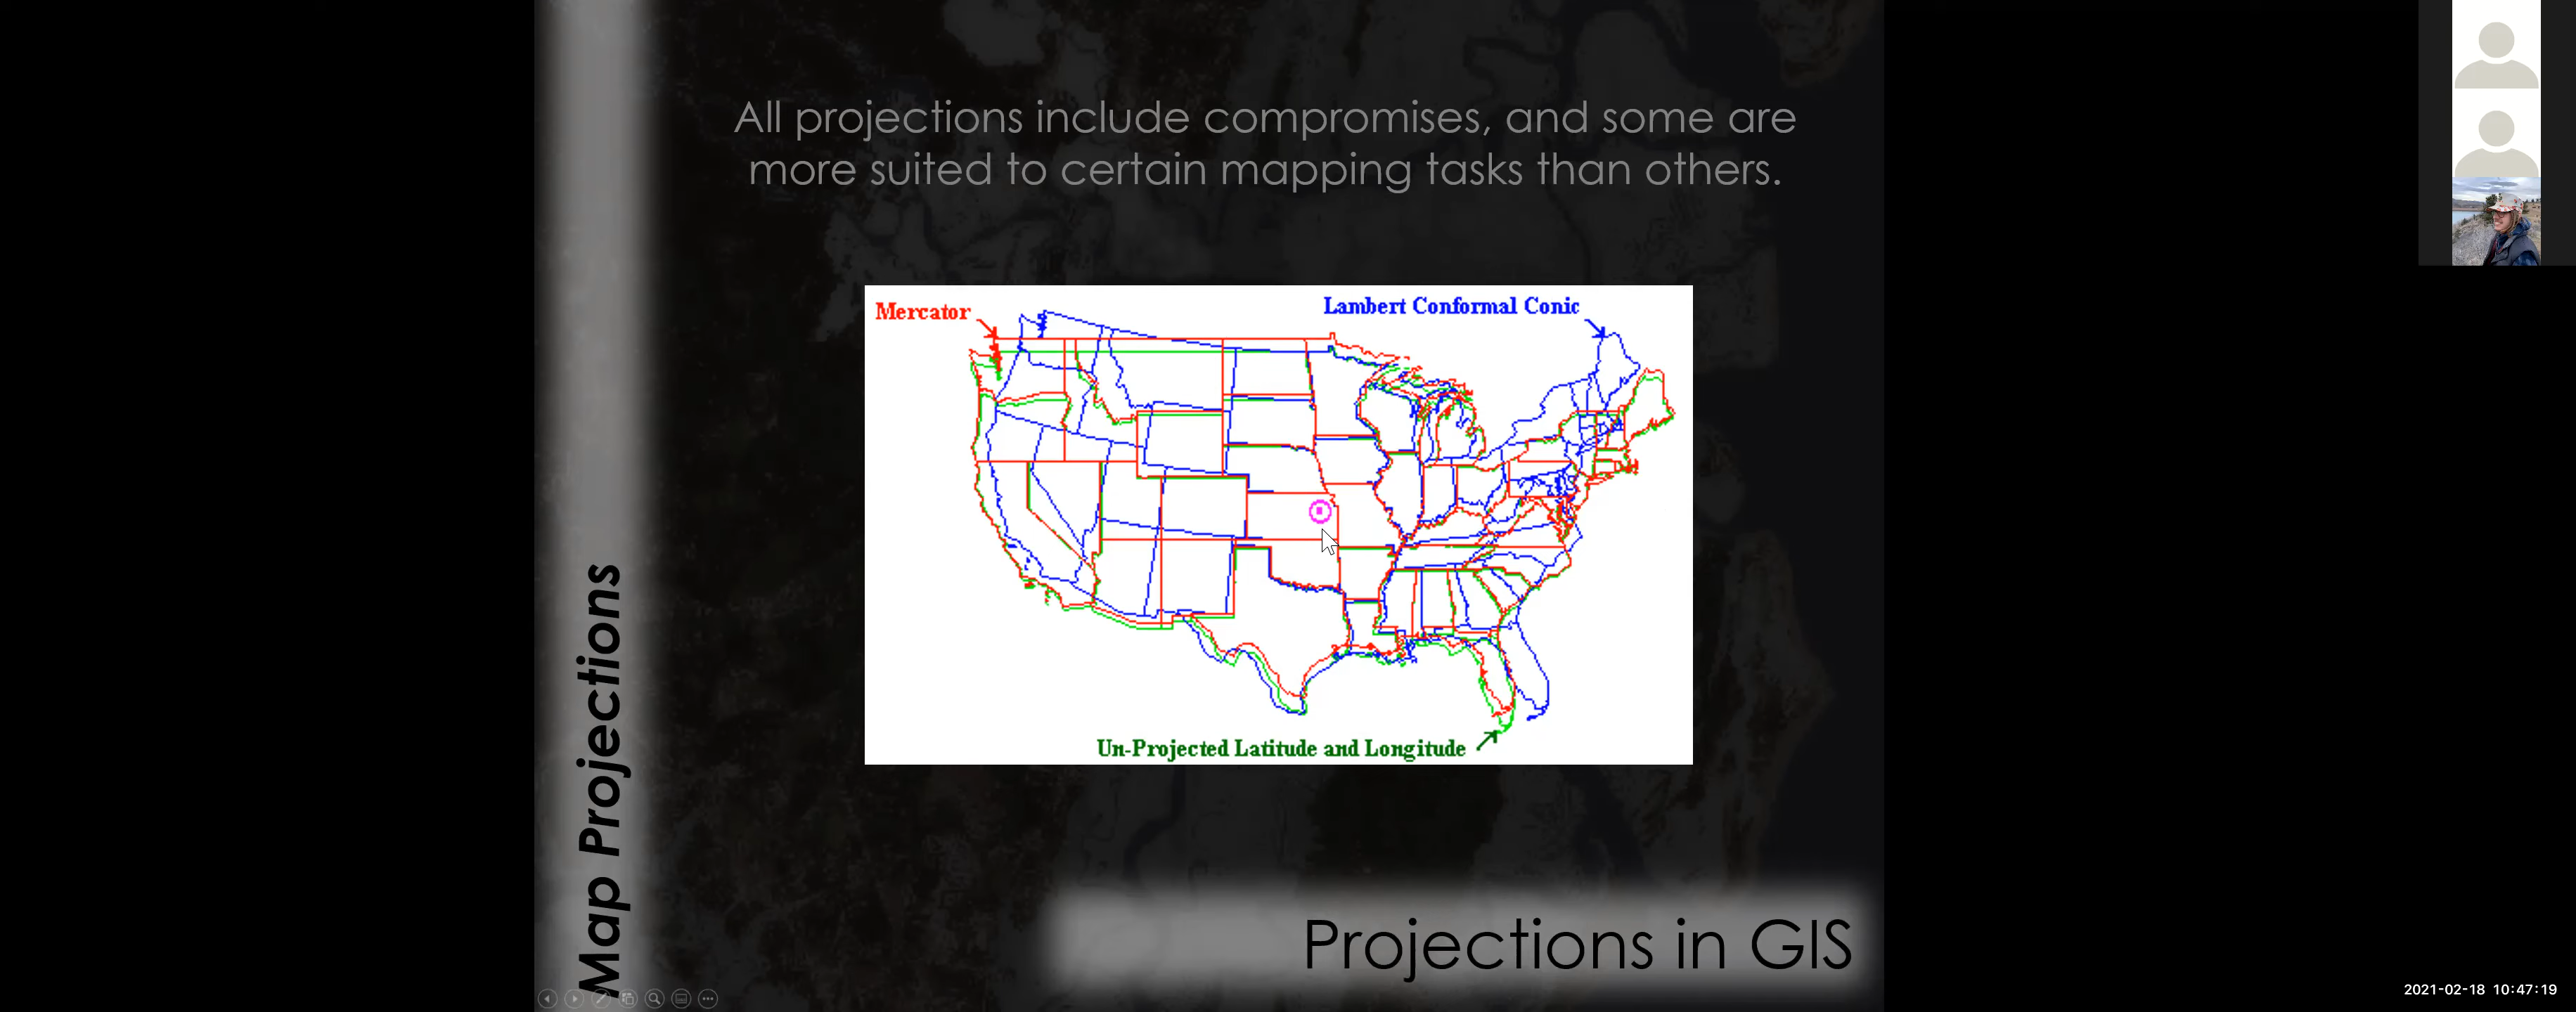 All projections include compromises, and some are
more suited to certain mapping tasks than others.
Mercator
Lambert Conformal Conic
Un-Projected Latitude and Longitude
Map Projections
Projections in GIS
2021-02-18 10:47:19